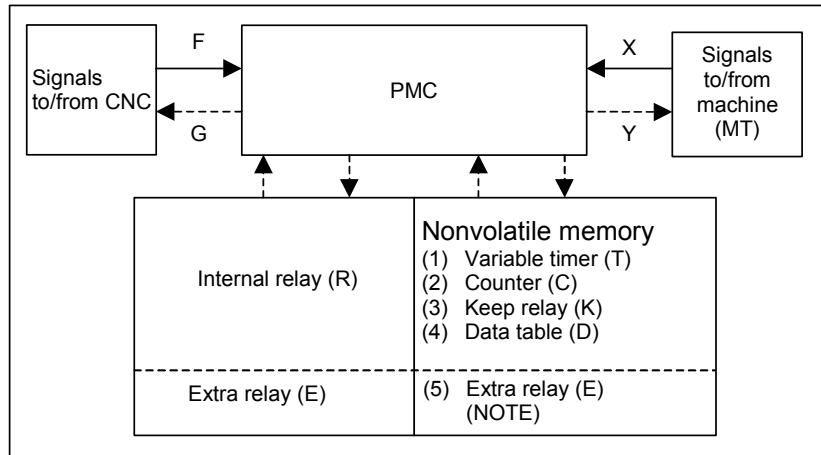 Signals
to/from CNC
F
G
PMC
X
Y
Signals
to/from
machine
(MT)
Internal relay (R)
Extra relay (E)
Nonvolatile memory
(1) Variable timer (T)
(2) Counter (C)
(3) Keep relay (K)
(4) Data table (D)
(5) Extra relay (E)
(NOTE)